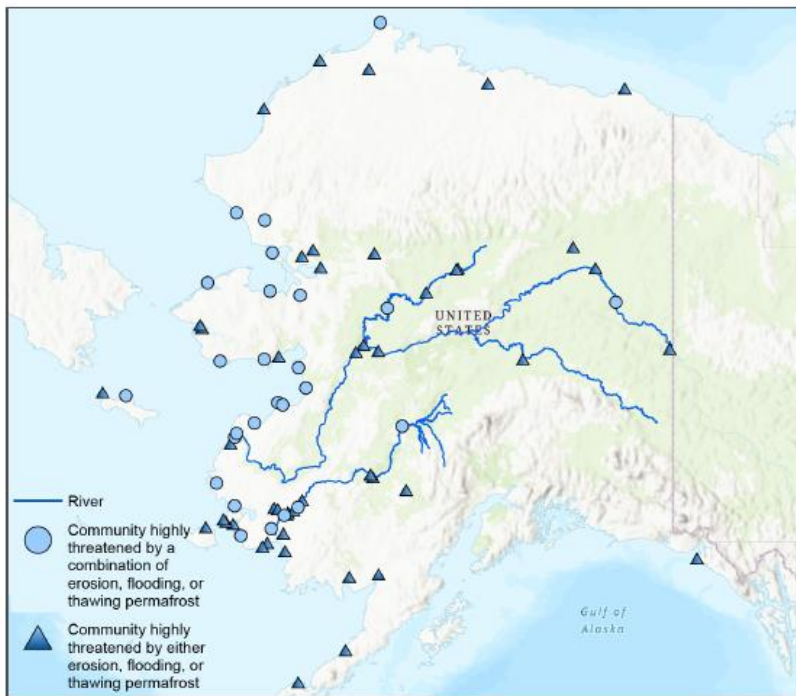 UNITED
STATES
River
Community highly
threatened by a
combination of
erosion, flooding, or
thawing permafrost
Community highly
threatened by either
erosion, flooding, or
thawing permafrost
Gulf of
Alaska